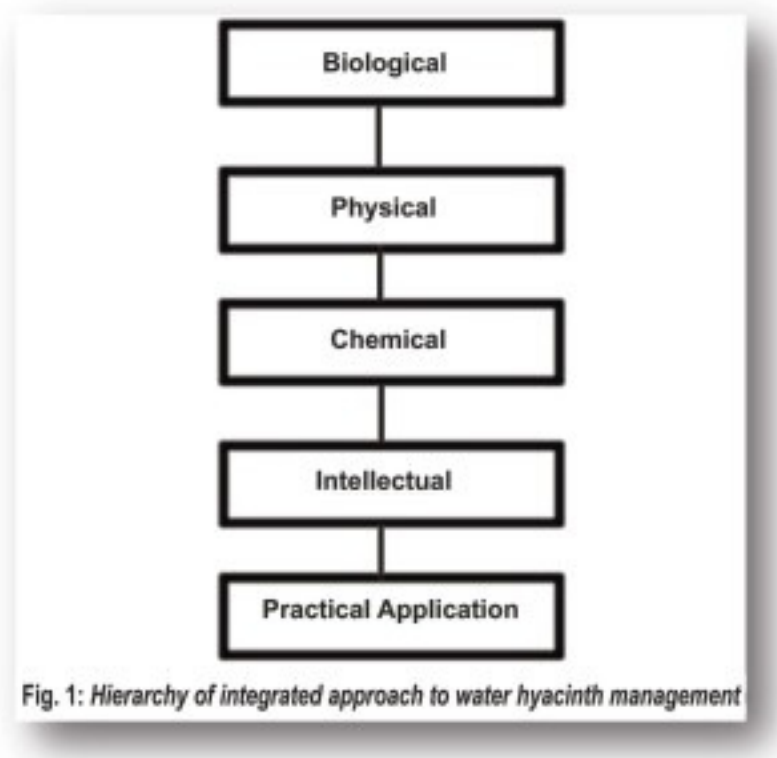 Biological
Physical
Chemical
Intellectual
Practical Application
Fig. 1: Hierarchy of integrated approach to water hyacinth management